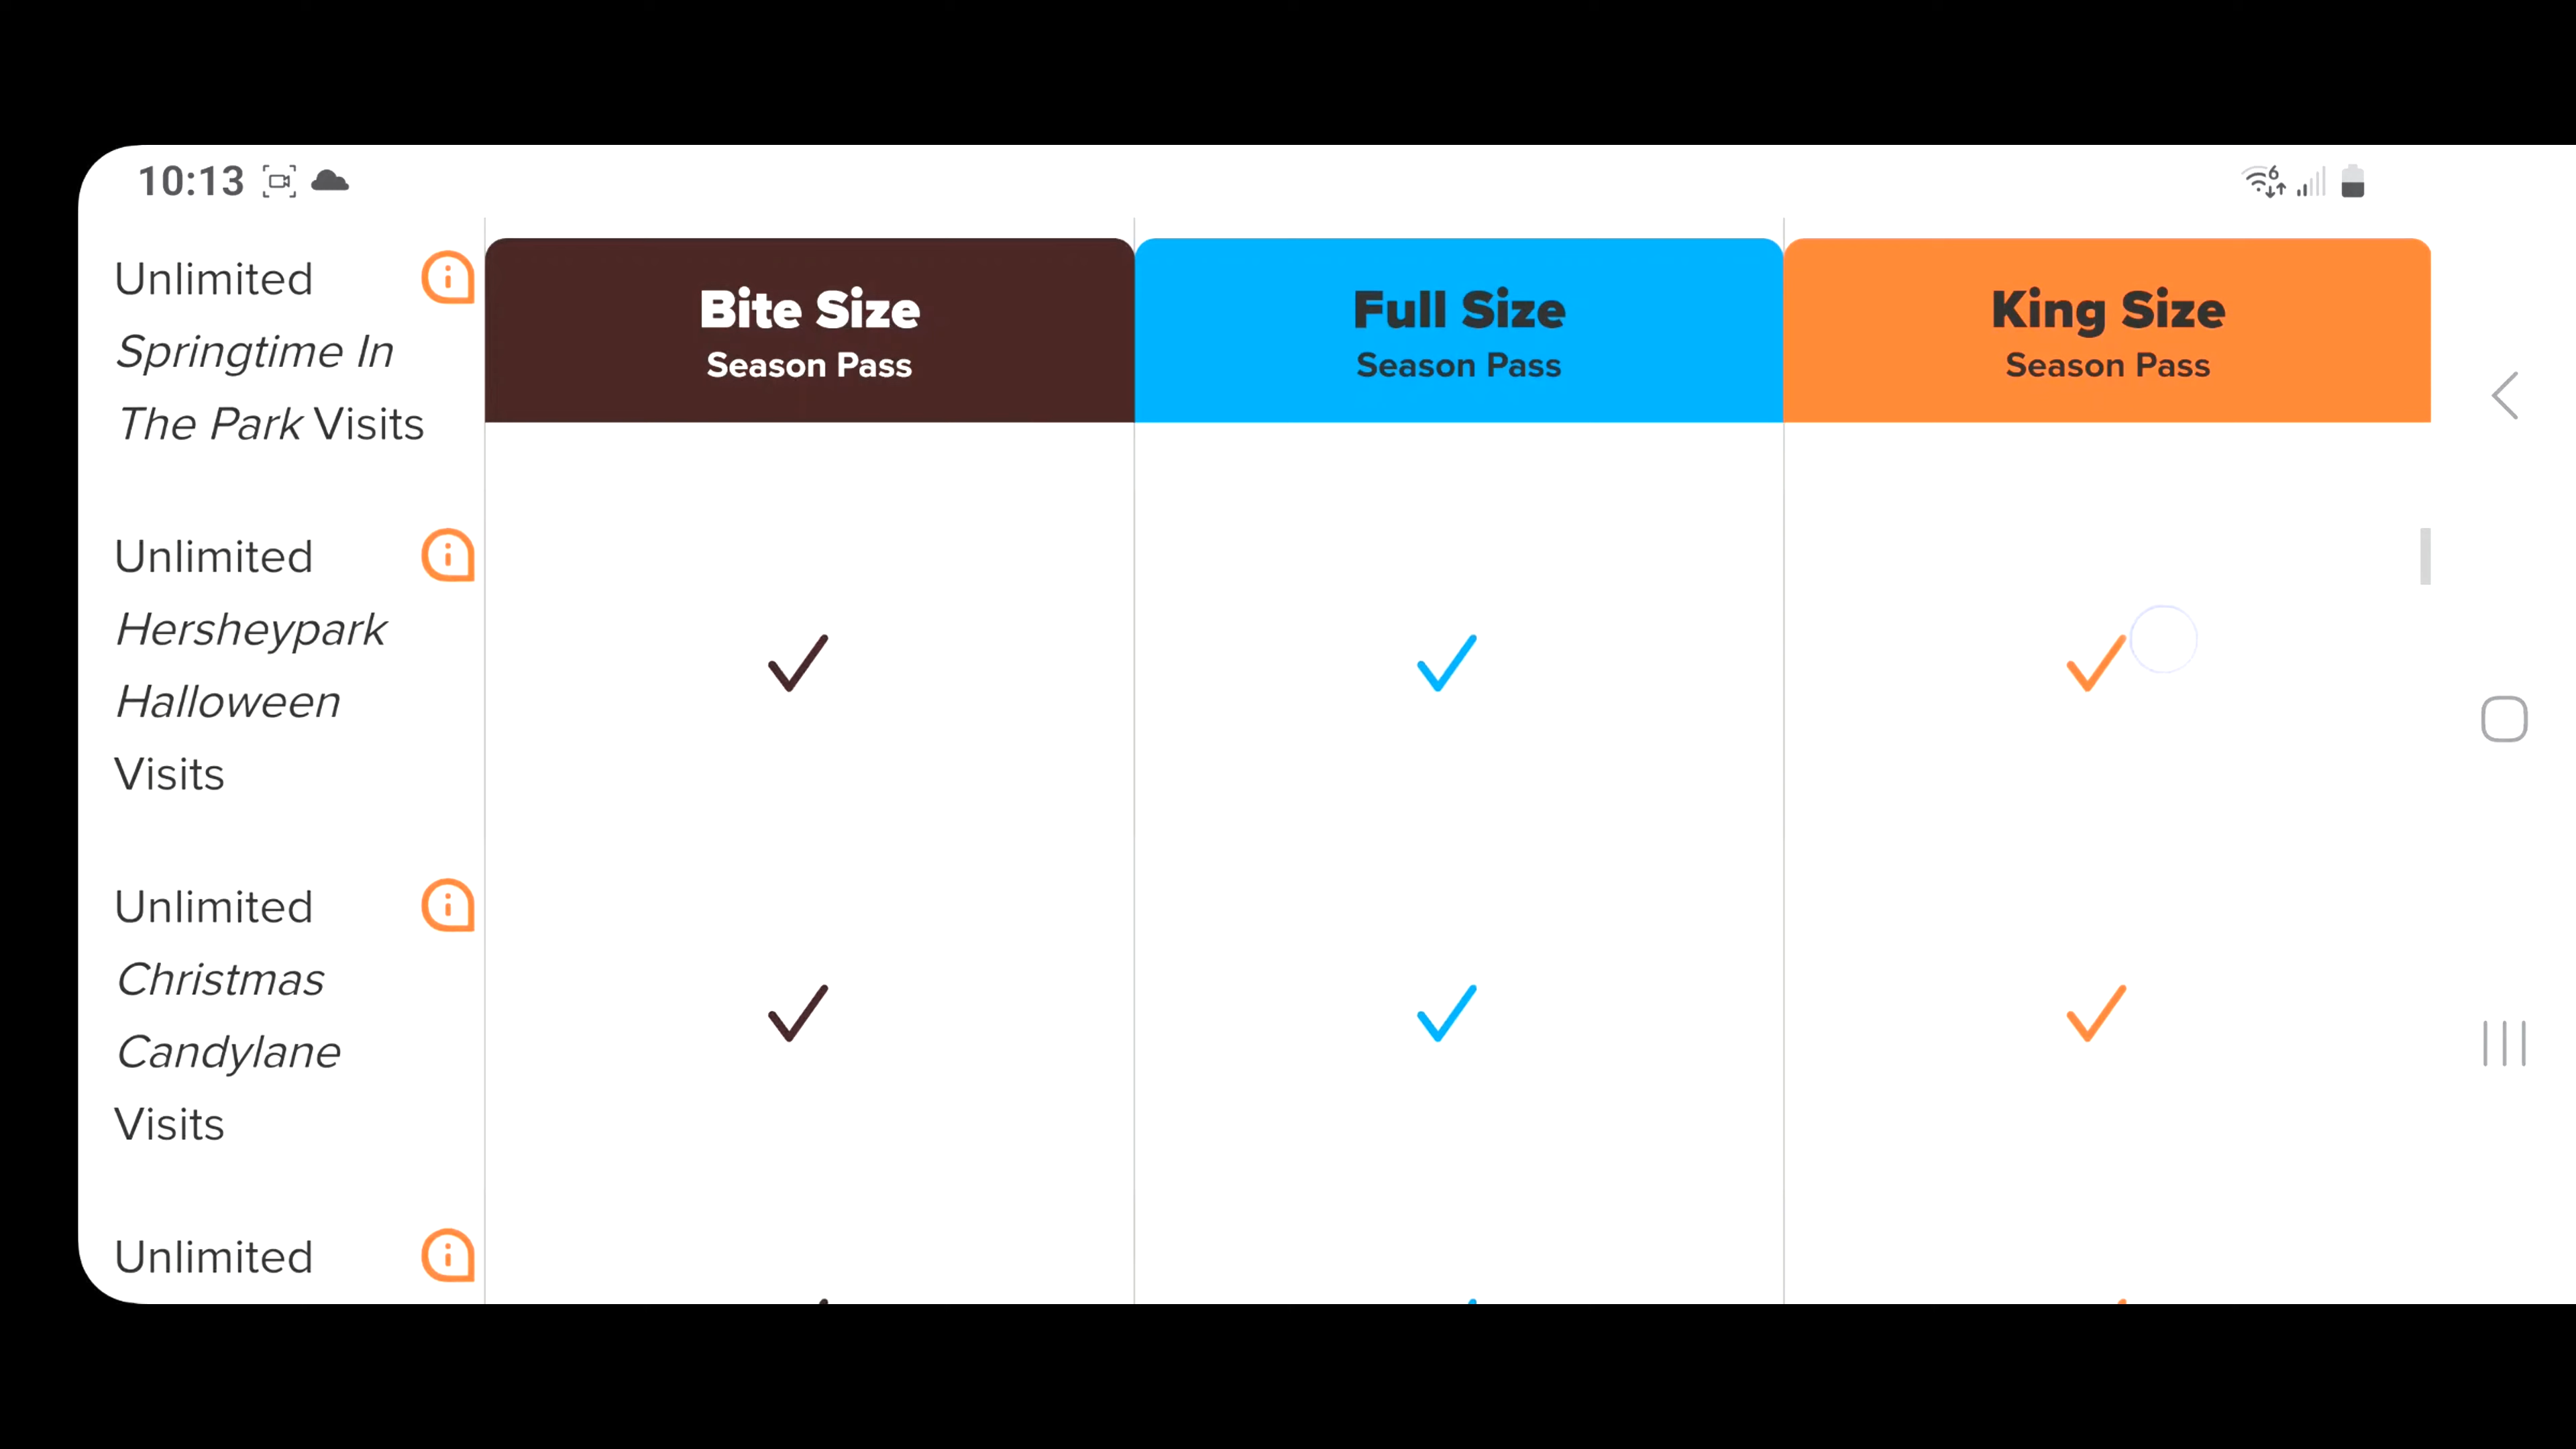 10:13
6
Unlimited
Springtime In
The Park Visits
Bite Size
Season Pass
Full Size
Season Pass
King Size
Season Pass
Unlimited
Hersheypark
Halloween
Visits
Unlimited
Christmas
Candylane
Visits
Unlimited